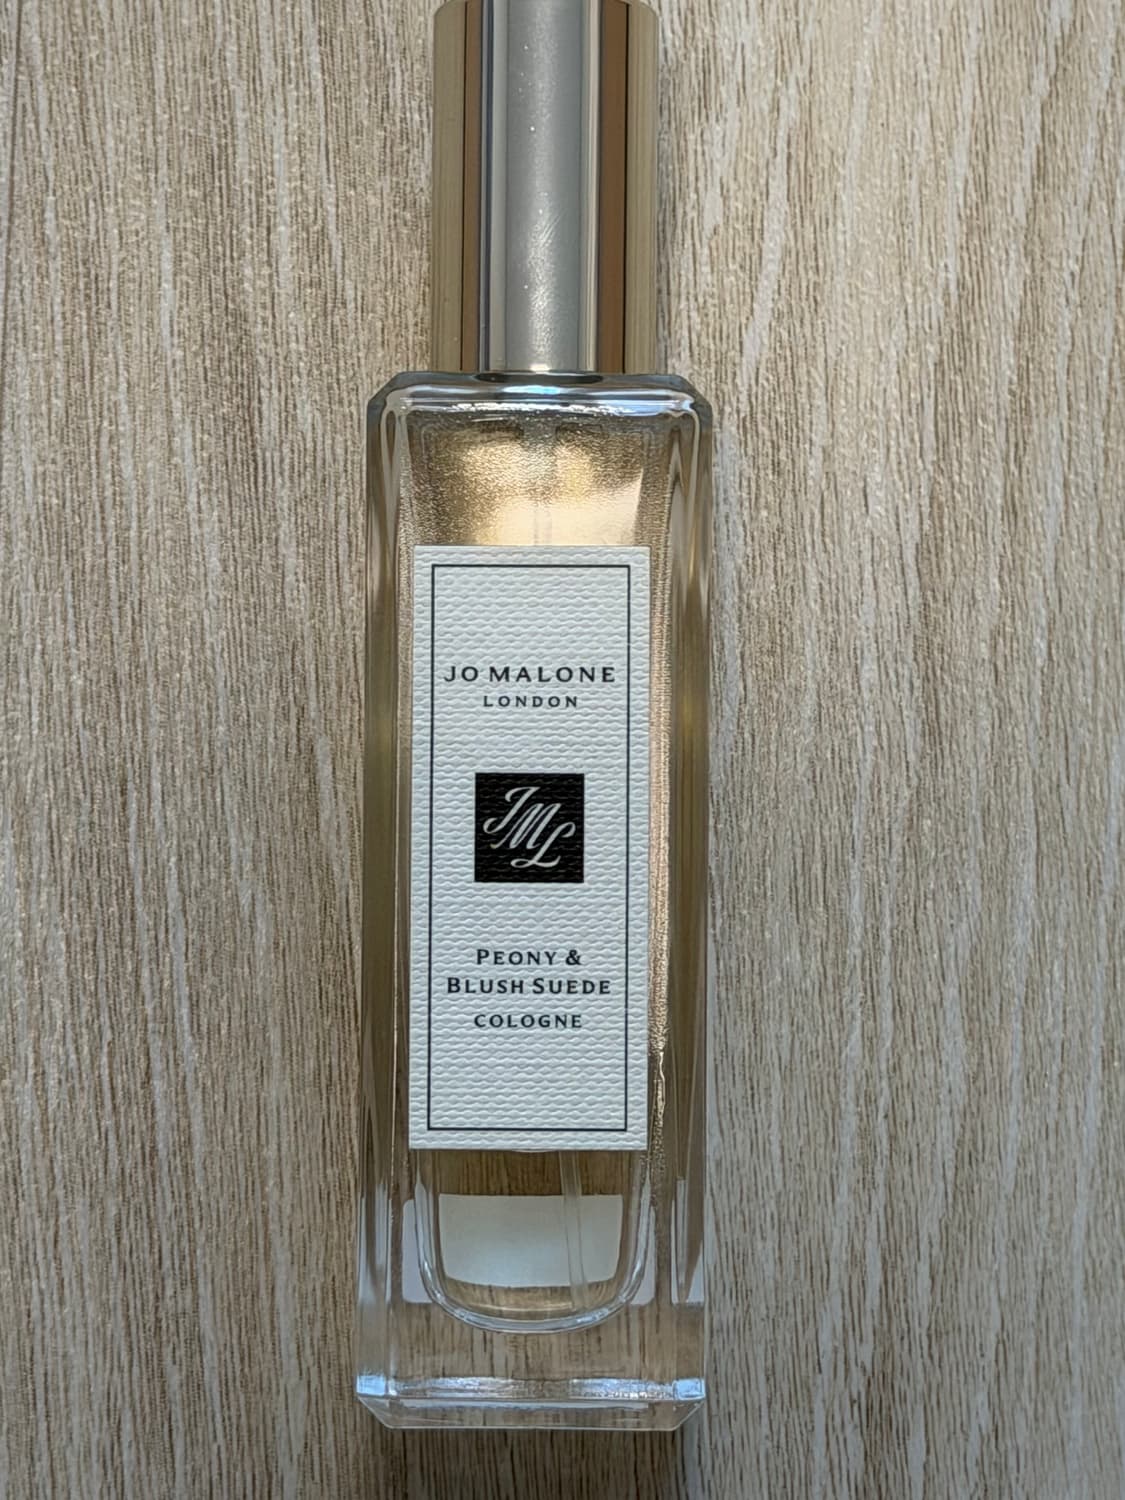 JO MALONE
LONDON
JML
PEONY &
BLUSH SUEDE
COLOGNE